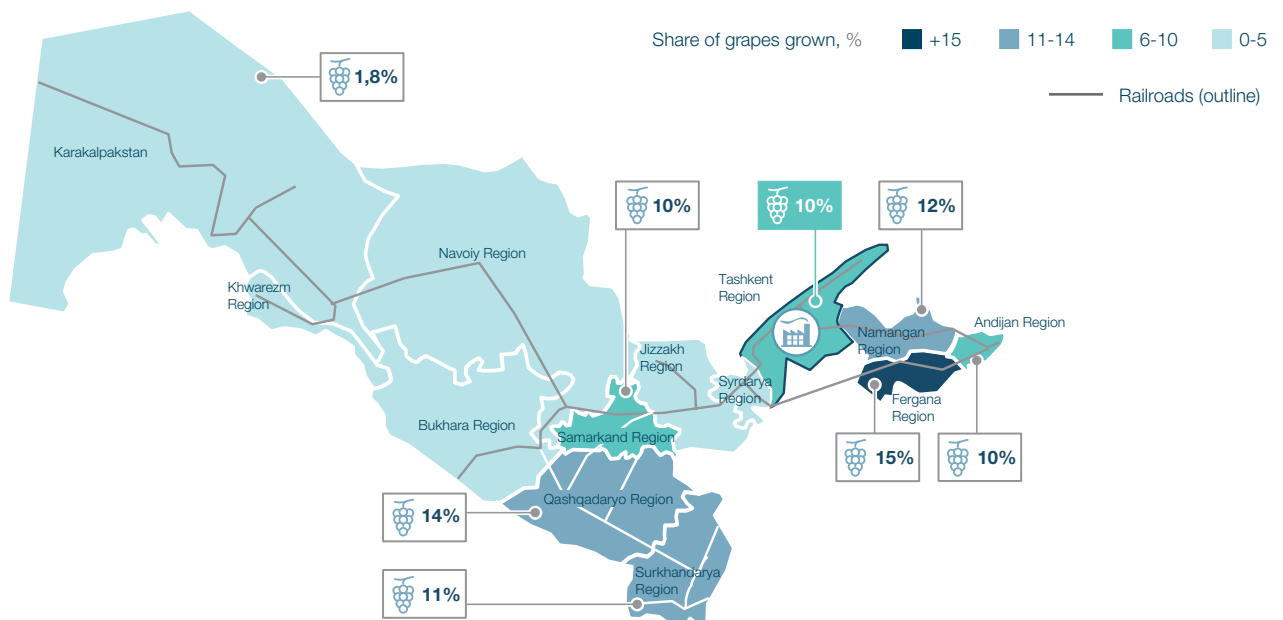 Share of grapes grown, %
+15
11-14
6-10
0-5
Railroads (outline)
1,8%
Karakalpakstan
10%
10%
12%
Navoiy Region
Tashkent
Region
Khwarezm
Region
Namangan
Region
Andijan Region
Jizzakh
Region
Syrdarya
Region
Fergana
Region
Bukhara Region
Samarkand Region
15%
10%
Qashqadaryo Region
14%
Surkhandarya
Region
11%